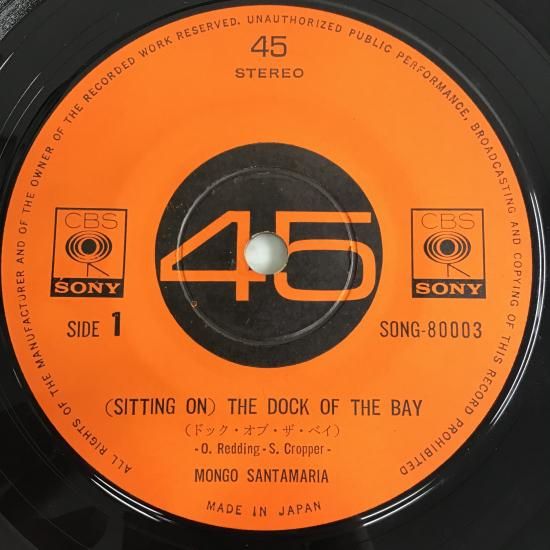 ALL RIGHTS OF THE MANUFACTURER AND OF THE OWNER OF THE RECORDED WORK RESERVED. UNAUTHORIZED PUBLIC PERFORMANCE, BROADCASTING AND COPYING OF THIS RECORD PROHIBITED
45
STEREO
45
CBS
SONY
CBS
SONY
SIDE 1
SONG-80003
(SITTING ON) THE DOCK OF THE BAY
(ドック・オブ・ザ・ベイ)
-O. Redding-S. Cropper-
MONGO SANTAMARIA
MADE IN JAPAN